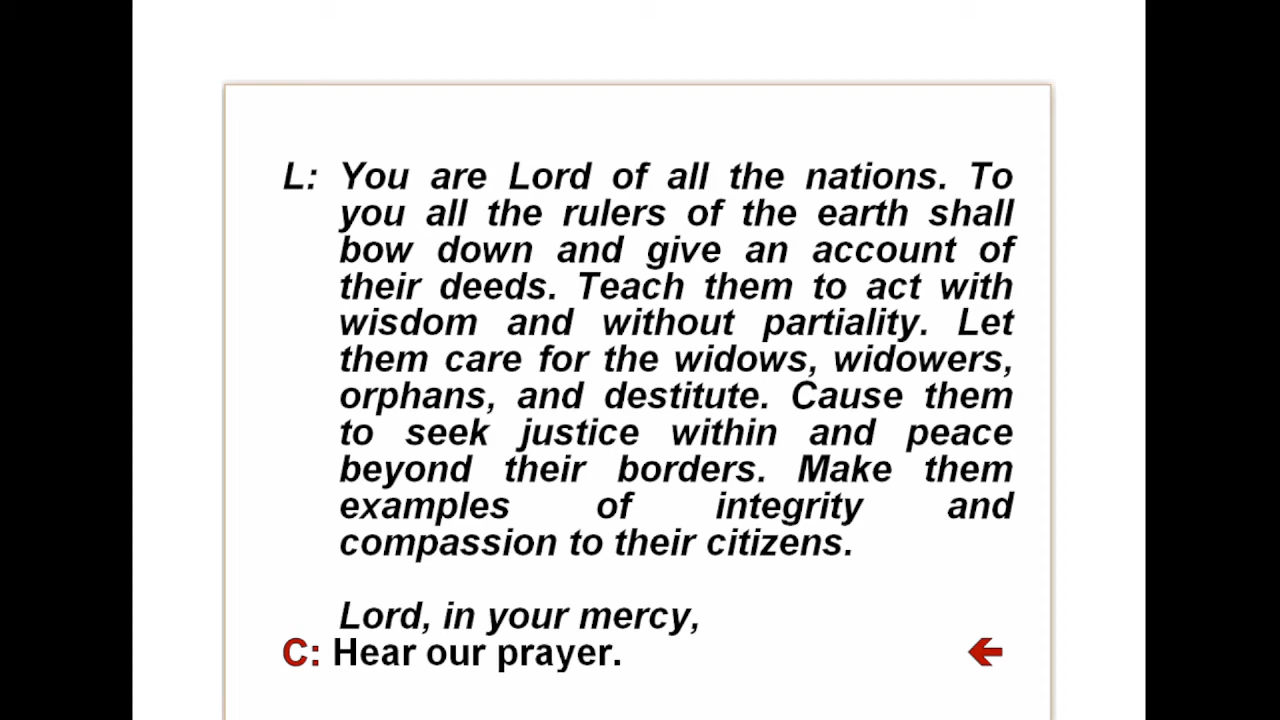 L: You are Lord of all the nations. To
you all the rulers of the earth shall
bow down and give an account of
their deeds. Teach them to act with
wisdom and without partiality. Let
them care for the widows, widowers,
orphans, and destitute. Cause them
to seek justice within and peace
beyond their borders. Make them
examples of integrity and
compassion to their citizens.
Lord, in your mercy,
C: Hear our prayer.